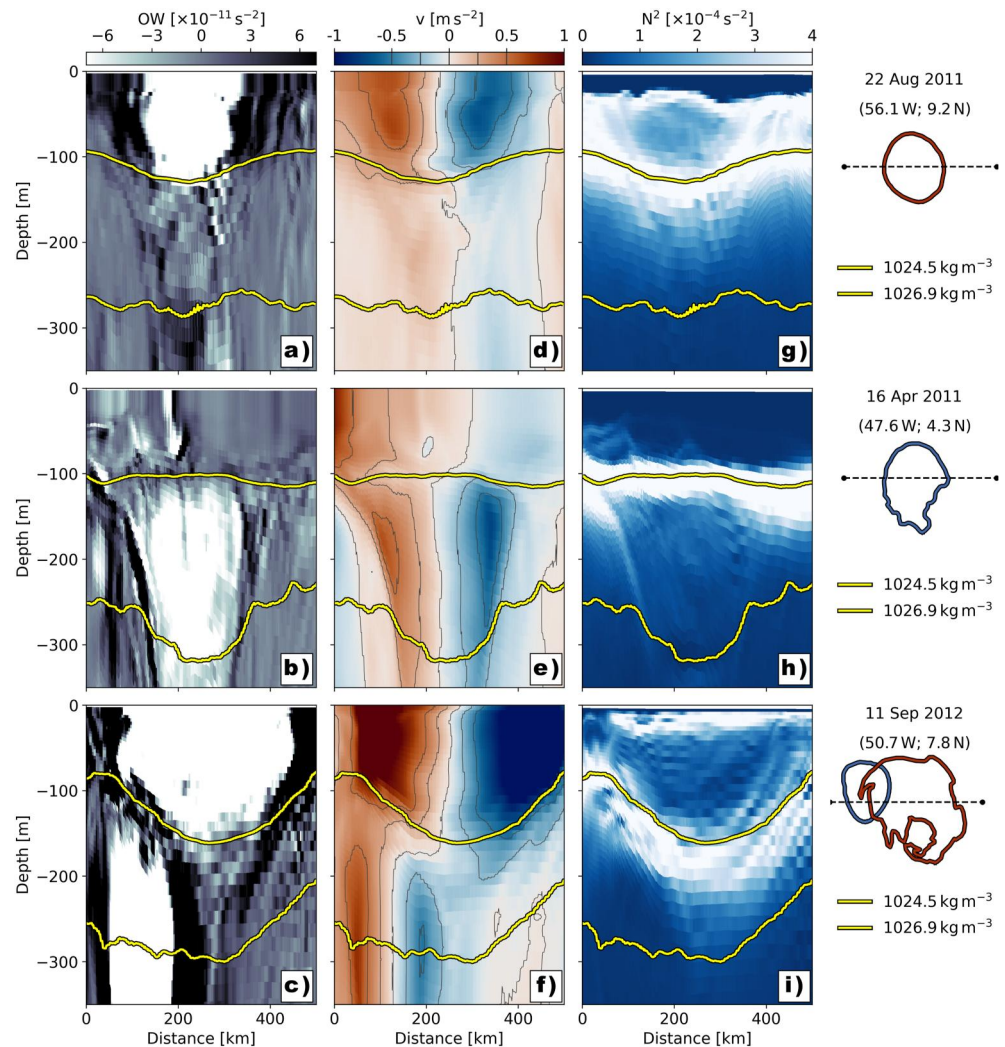 OW [×10⁻¹¹ s⁻²]
v [m s⁻²]
N² [×10⁻⁴ s⁻²]
−6 −3 0 3 6
-1 -0.5 0 0.5 1
0 1 2 3 4
0
−100
−200
−300
Depth [m]
a)
d)
g)
22 Aug 2011
(56.1 W; 9.2 N)
1024.5 kg m⁻³
1026.9 kg m⁻³
0
−100
−200
−300
Depth [m]
b)
e)
h)
16 Apr 2011
(47.6 W; 4.3 N)
1024.5 kg m⁻³
1026.9 kg m⁻³
0
−100
−200
−300
Depth [m]
c)
f)
i)
11 Sep 2012
(50.7 W; 7.8 N)
1024.5 kg m⁻³
1026.9 kg m⁻³
0 200 400
0 200 400
0 200 400
Distance [km]
Distance [km]
Distance [km]